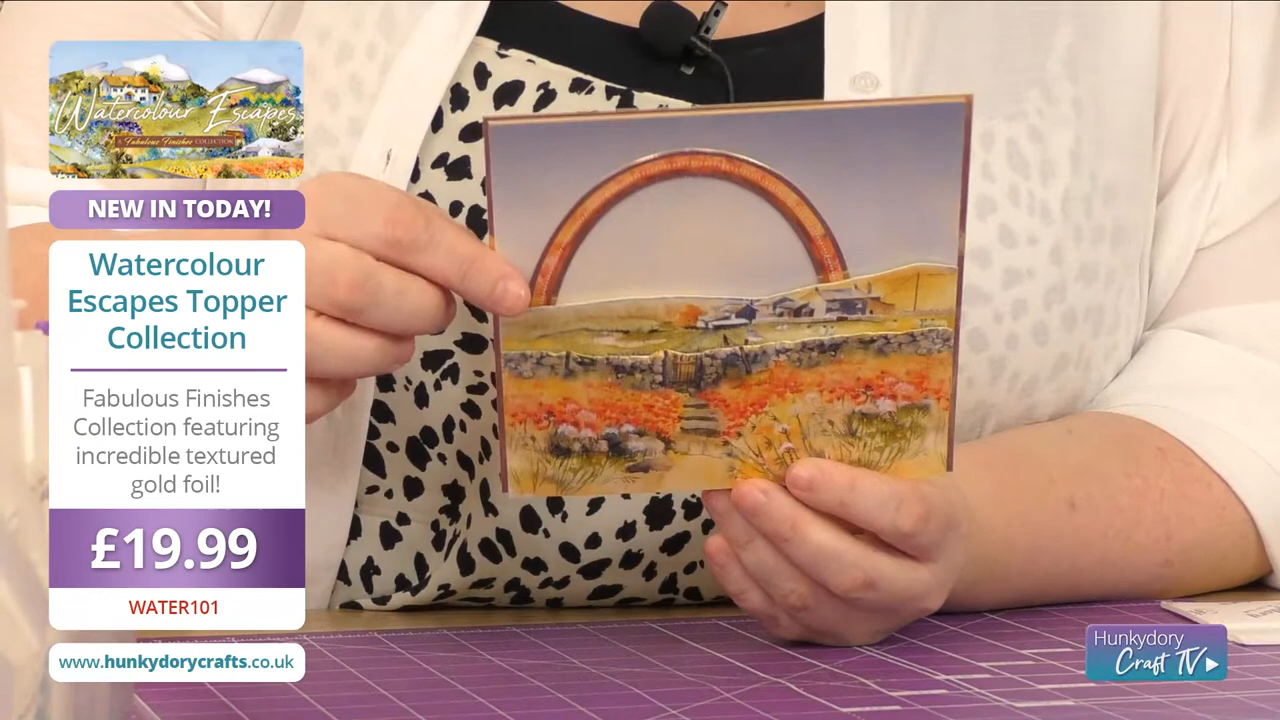 Watercolour Escapes
A Fabulous Finishes COLLECTION
NEW IN TODAY!
Watercolour
Escapes Topper
Collection
Fabulous Finishes
Collection featuring
incredible textured
gold foil!
£19.99
WATER101
www.hunkydorycrafts.co.uk
Hunkydory
Craft TV